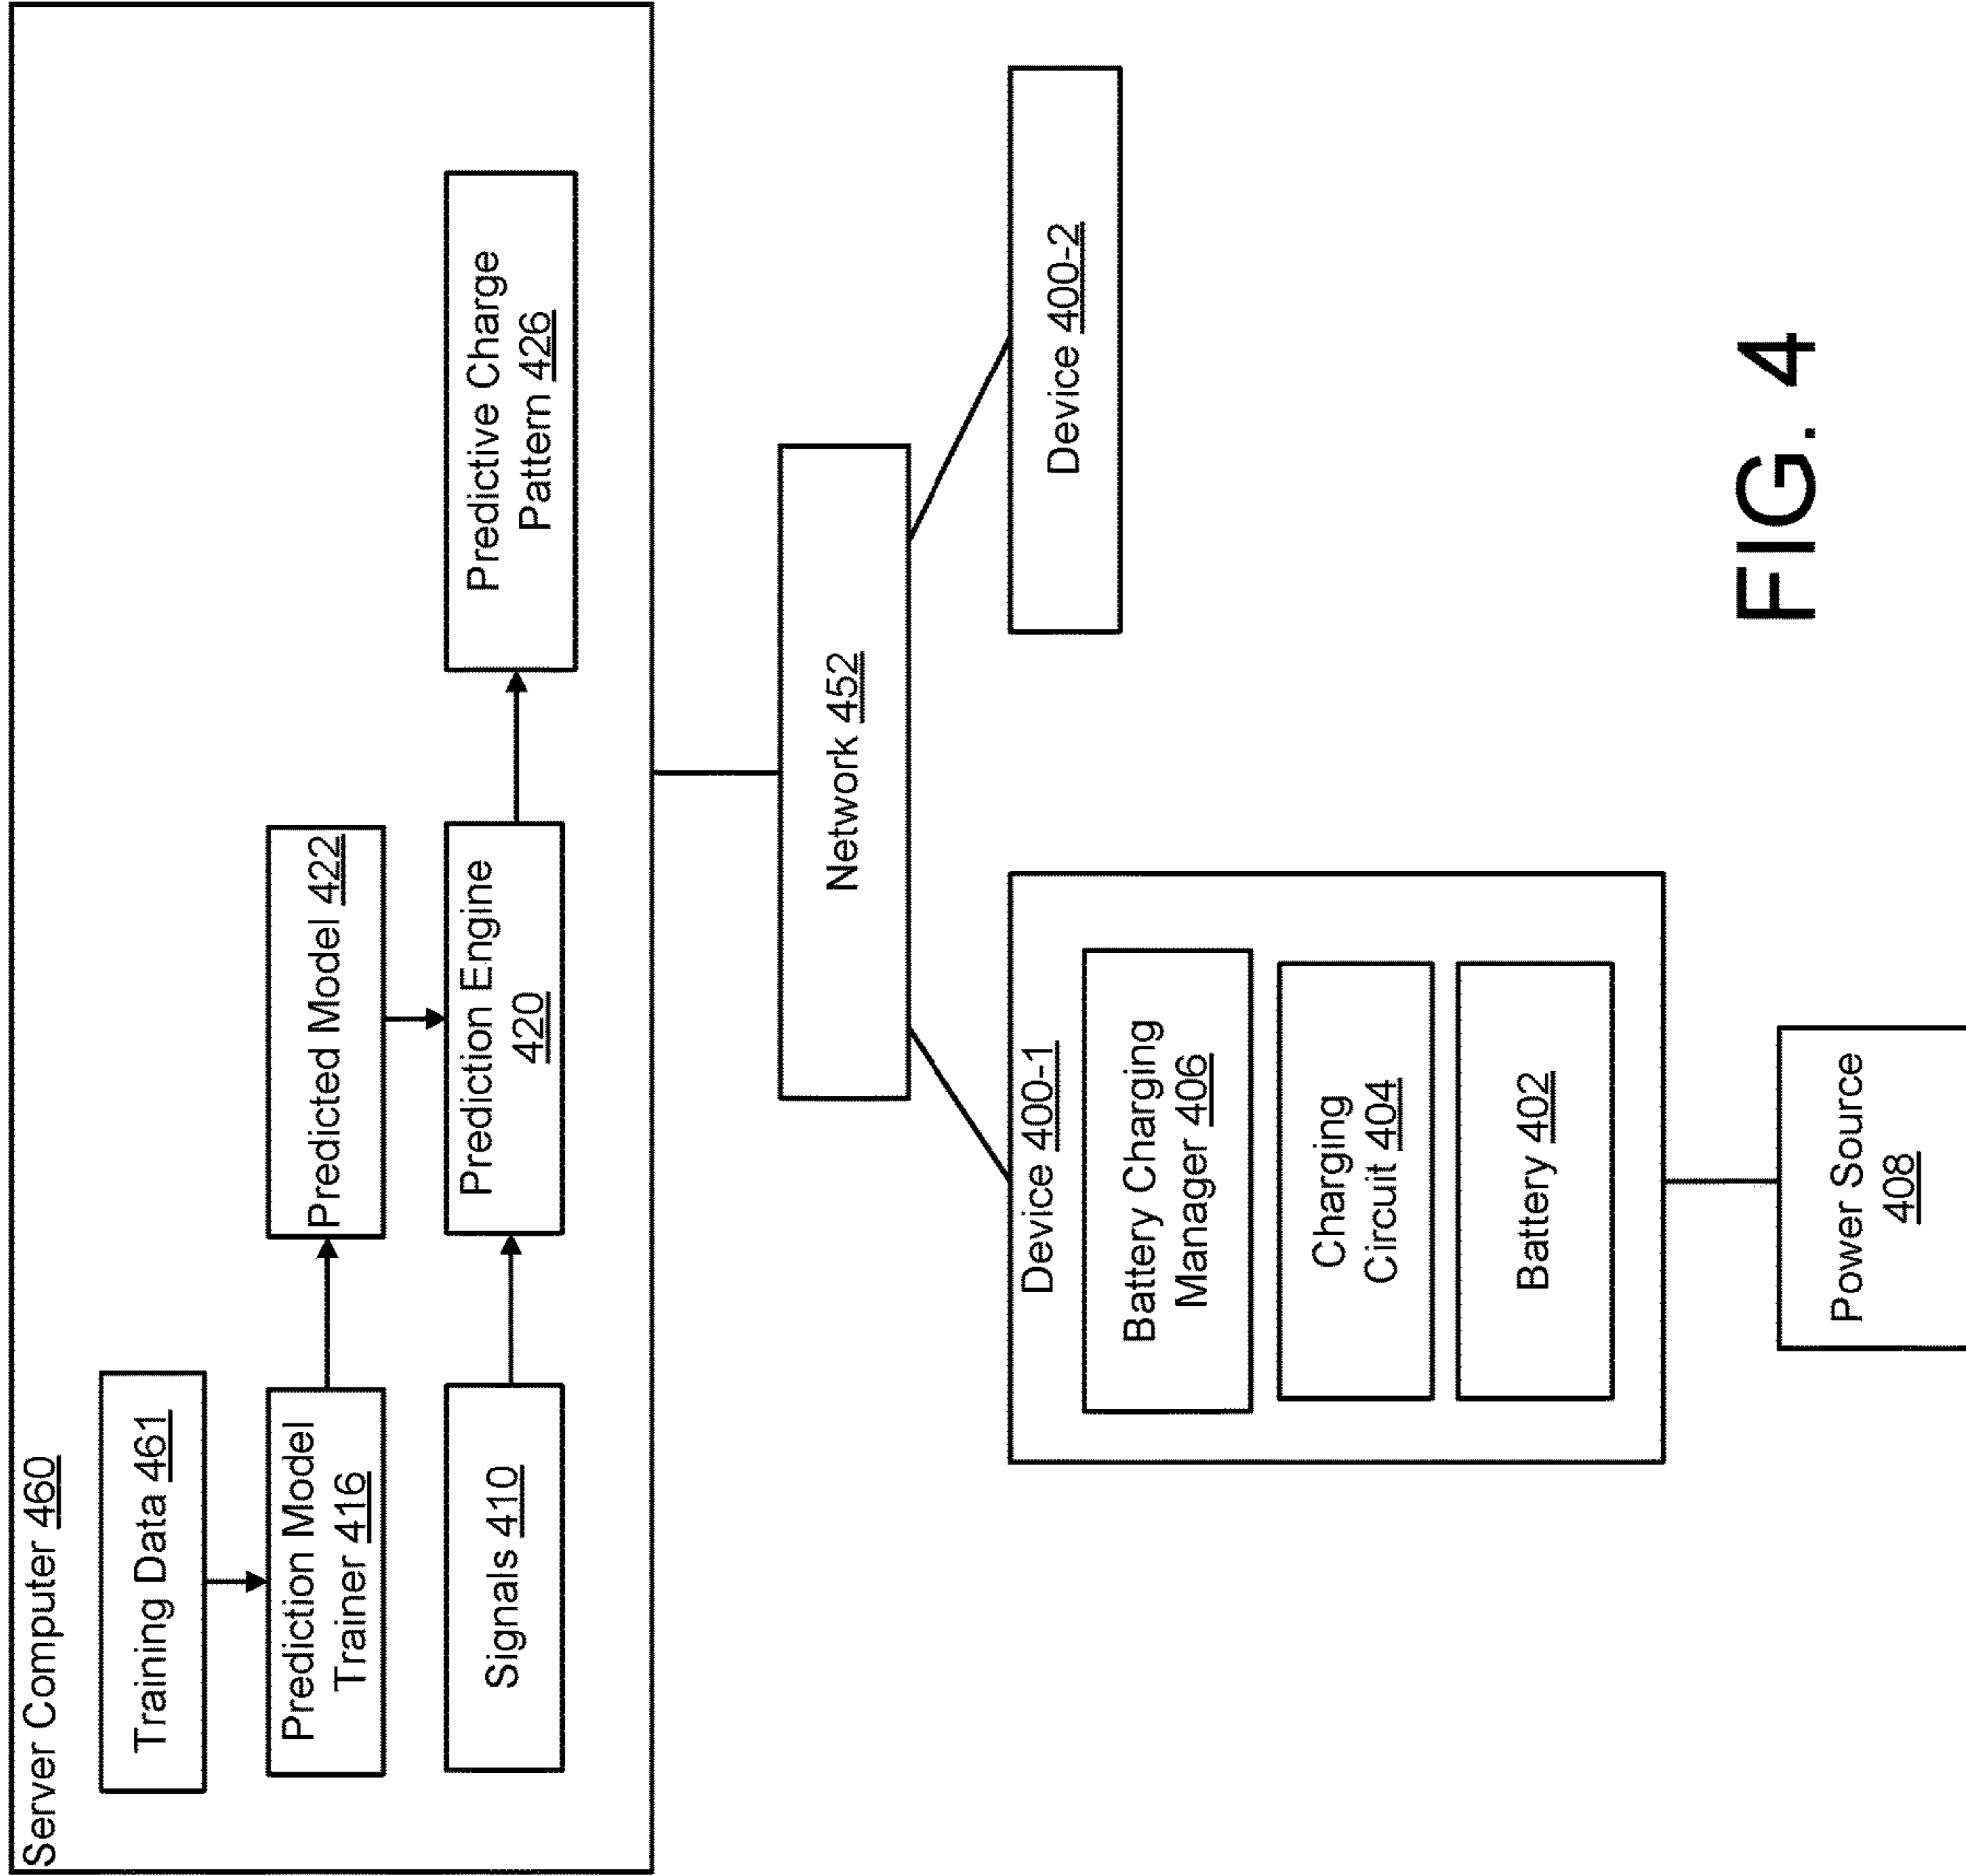 Server Computer 460
Training Data 461
Prediction Model
Trainer 416
Predicted Model 422
Signals 410
Prediction Engine
420
Predictive Charge
Pattern 426
Network 452
Device 400-1
Battery Charging
Manager 406
Charging
Circuit 404
Battery 402
Device 400-2
Power Source
408
FIG. 4